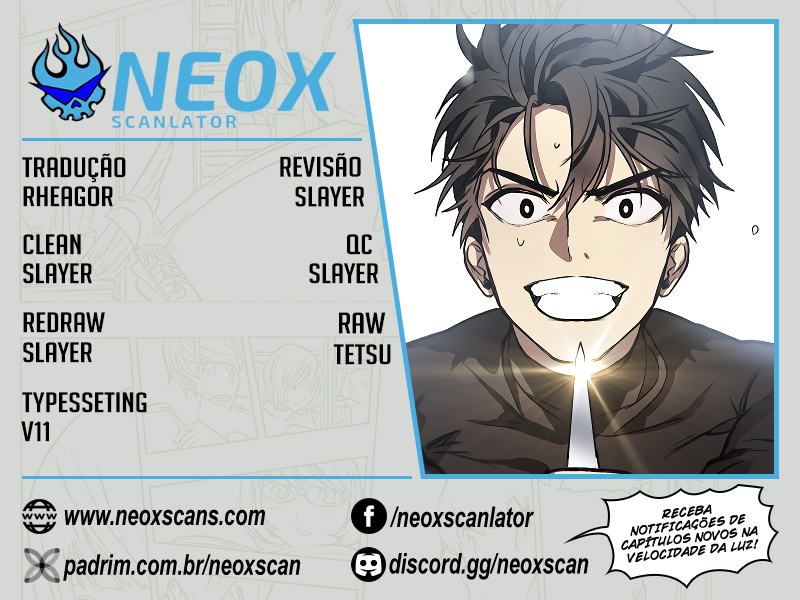 NEOX
SCANLATOR
TRADUÇÃO
RHEAGOR
REVISÃO
SLAYER
CLEAN
SLAYER
QC
SLAYER
REDRAW
SLAYER
RAW
TETSU
TYPESSETING
V11
www
www.neoxscans.com
/neoxscanlator
padrim.com.br/neoxscan
discord.gg/neoxscan
RECEBA
NOTIFICAÇÕES DE
CAPÍTULOS NOVOS NA
VELOCIDADE DA LUZ!